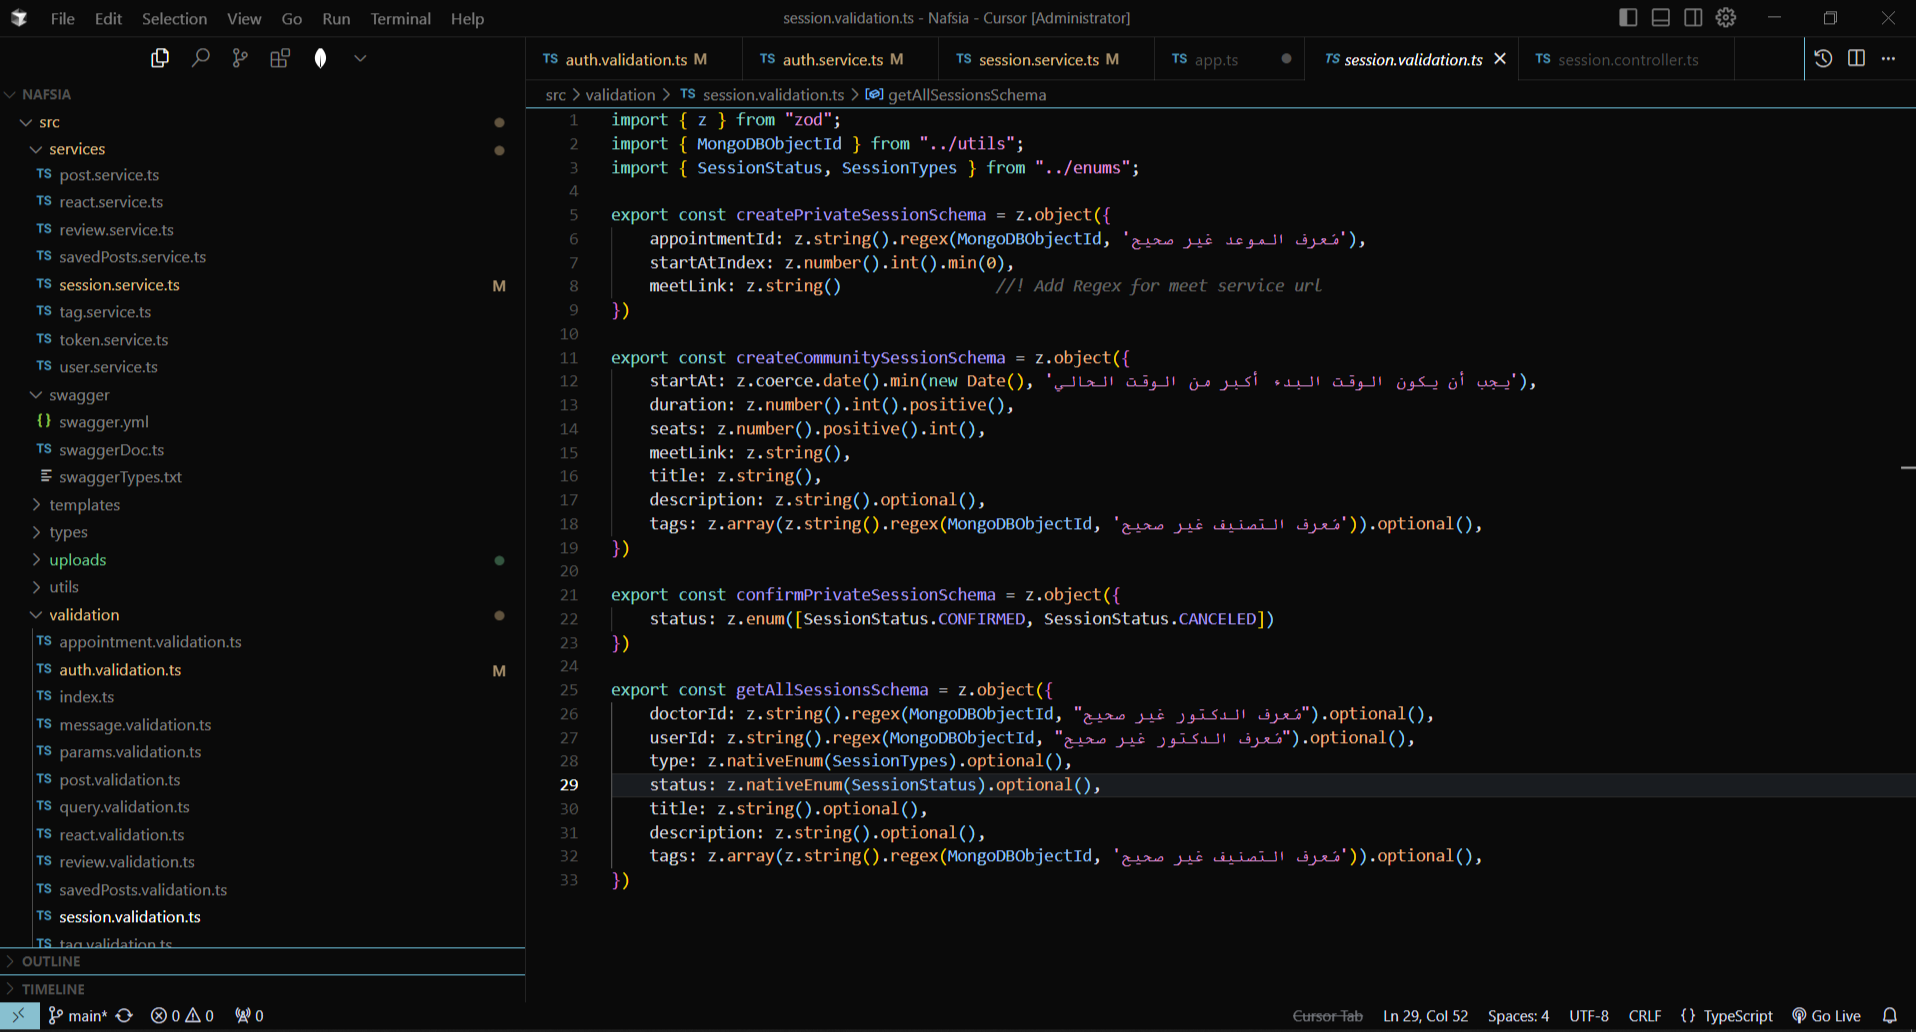 File Edit Selection View Go Run Terminal Help
session.validation.ts - Nafsia - Cursor [Administrator]
TS auth.validation.ts M
TS auth.service.ts M
TS session.service.ts M
TS app.ts
TS session.validation.ts
TS session.controller.ts
src > validation > TS session.validation.ts > getAllSessionsSchema
NAFSIA
src
services
TS post.service.ts
TS react.service.ts
TS review.service.ts
TS savedPosts.service.ts
TS session.service.ts M
TS tag.service.ts
TS token.service.ts
TS user.service.ts
swagger
{} swagger.yml
TS swaggerDoc.ts
swaggerTypes.txt
templates
types
uploads
utils
validation
TS appointment.validation.ts
TS auth.validation.ts M
TS index.ts
TS message.validation.ts
TS params.validation.ts
TS post.validation.ts
TS query.validation.ts
TS react.validation.ts
TS review.validation.ts
TS savedPosts.validation.ts
TS session.validation.ts
TS tag.validation.ts
OUTLINE
TIMELINE
1 import { z } from "zod";
2 import { MongoDBObjectId } from "../utils";
3 import { SessionStatus, SessionTypes } from "../enums";
4
5 export const createPrivateSessionSchema = z.object({
6 appointmentId: z.string().regex(MongoDBObjectId, 'مَعرف الموعد غير صحيح'),
7 startAtIndex: z.number().int().min(0),
8 meetLink: z.string() //! Add Regex for meet service url
9 })
10
11 export const createCommunitySessionSchema = z.object({
12 startAt: z.coerce.date().min(new Date(), 'يجب أن يكون الوقت البدء أكبر من الوقت الحالي'),
13 duration: z.number().int().positive(),
14 seats: z.number().positive().int(),
15 meetLink: z.string(),
16 title: z.string(),
17 description: z.string().optional(),
18 tags: z.array(z.string().regex(MongoDBObjectId, 'مَعرف التصنيف غير صحيح')).optional(),
19 })
20
21 export const confirmPrivateSessionSchema = z.object({
22 status: z.enum([SessionStatus.CONFIRMED, SessionStatus.CANCELED])
23 })
24
25 export const getAllSessionsSchema = z.object({
26 doctorId: z.string().regex(MongoDBObjectId, "مَعرف الدكتور غير صحيح").optional(),
27 userId: z.string().regex(MongoDBObjectId, "مَعرف الدكتور غير صحيح").optional(),
28 type: z.nativeEnum(SessionTypes).optional(),
29 status: z.nativeEnum(SessionStatus).optional(),
30 title: z.string().optional(),
31 description: z.string().optional(),
32 tags: z.array(z.string().regex(MongoDBObjectId, 'مَعرف التصنيف غير صحيح')).optional(),
33 })
main* 0 0 0
Cursor Tab Ln 29, Col 52 Spaces: 4 UTF-8 CRLF {} TypeScript Go Live